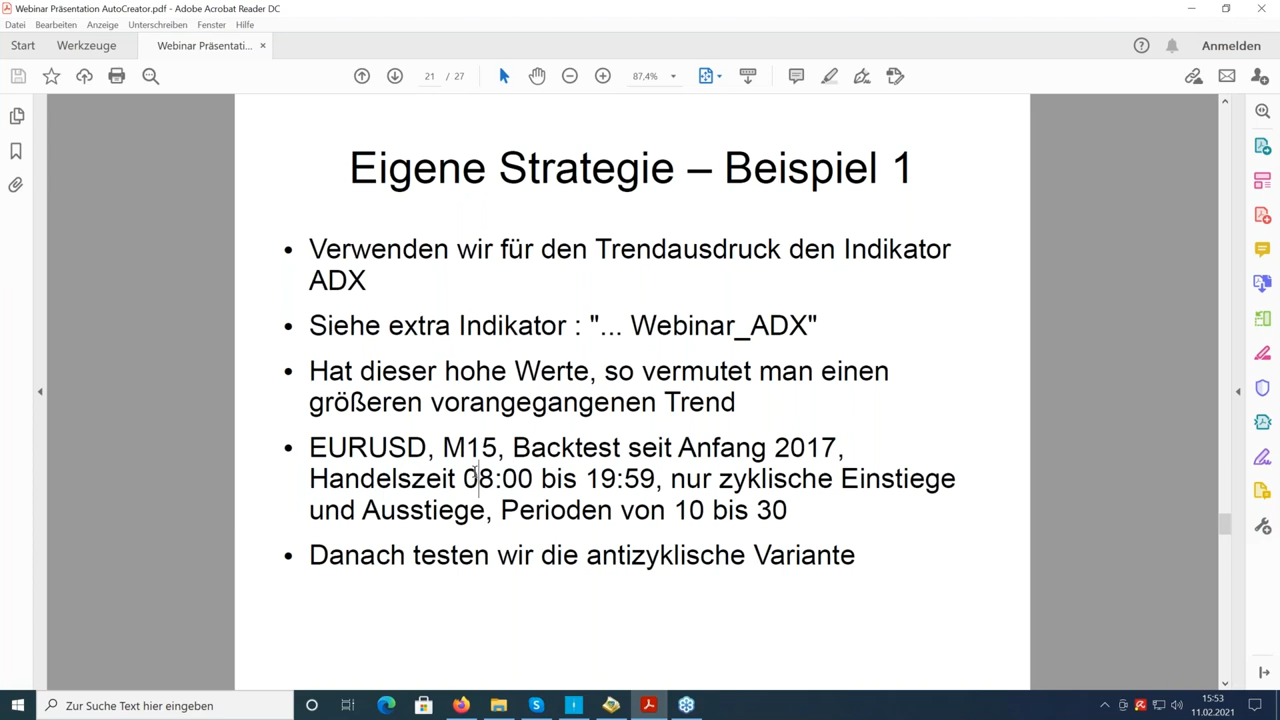 Webinar Präsentation AutoCreator.pdf - Adobe Acrobat Reader DC
Datei Bearbeiten Anzeige Unterschreiben Fenster Hilfe
Start Werkzeuge Webinar Präsentati... × Anmelden
21 / 27 87,4%
Eigene Strategie – Beispiel 1
• Verwenden wir für den Trendausdruck den Indikator
ADX
• Siehe extra Indikator : "... Webinar_ADX"
• Hat dieser hohe Werte, so vermutet man einen
größeren vorangegangenen Trend
• EURUSD, M15, Backtest seit Anfang 2017,
Handelszeit 08:00 bis 19:59, nur zyklische Einstiege
und Ausstiege, Perioden von 10 bis 30
• Danach testen wir die antizyklische Variante
Zur Suche Text hier eingeben
15:53
11.02.2021